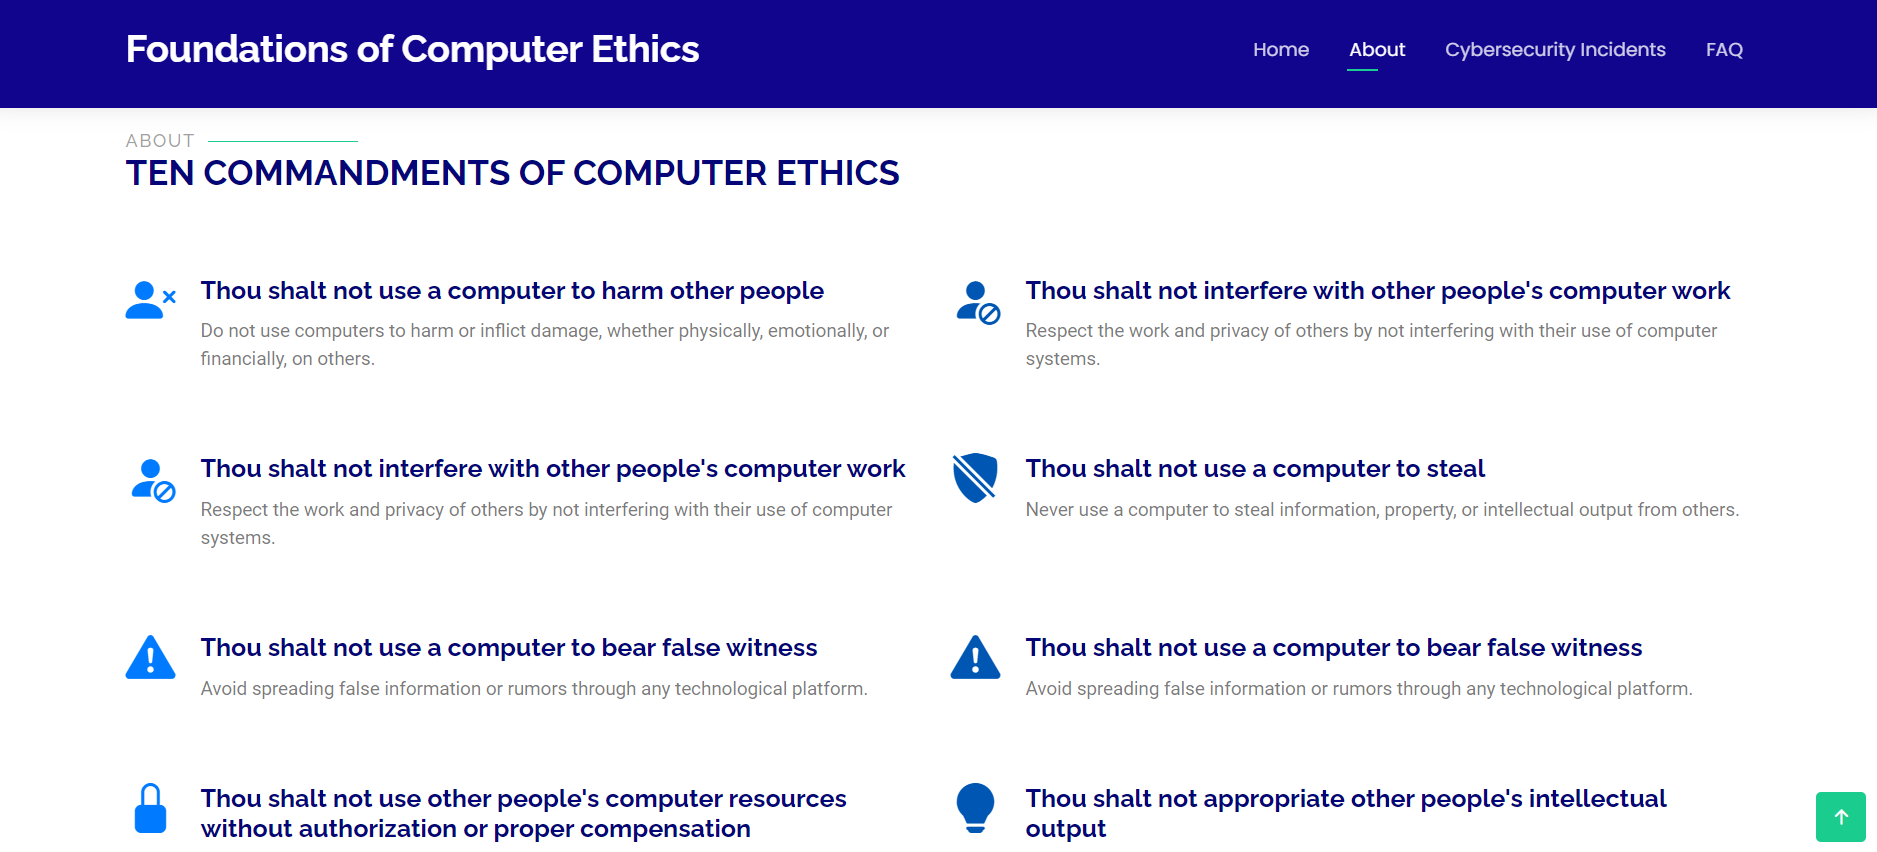 Foundations of Computer Ethics
Home About Cybersecurity Incidents FAQ
ABOUT
TEN COMMANDMENTS OF COMPUTER ETHICS
Thou shalt not use a computer to harm other people
Do not use computers to harm or inflict damage, whether physically, emotionally, or
financially, on others.
Thou shalt not interfere with other people's computer work
Respect the work and privacy of others by not interfering with their use of computer
systems.
Thou shalt not interfere with other people's computer work
Respect the work and privacy of others by not interfering with their use of computer
systems.
Thou shalt not use a computer to steal
Never use a computer to steal information, property, or intellectual output from others.
Thou shalt not use a computer to bear false witness
Avoid spreading false information or rumors through any technological platform.
Thou shalt not use a computer to bear false witness
Avoid spreading false information or rumors through any technological platform.
Thou shalt not use other people's computer resources
without authorization or proper compensation
Thou shalt not appropriate other people's intellectual
output